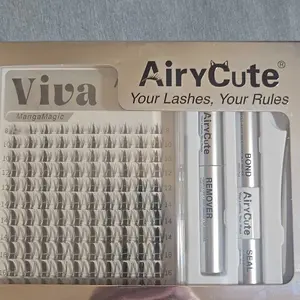 Viva
MangaMagic
AiryCute®
Your Lashes, Your Rules
AiryCute
REMOVER
BOND
AiryCute
SEAL